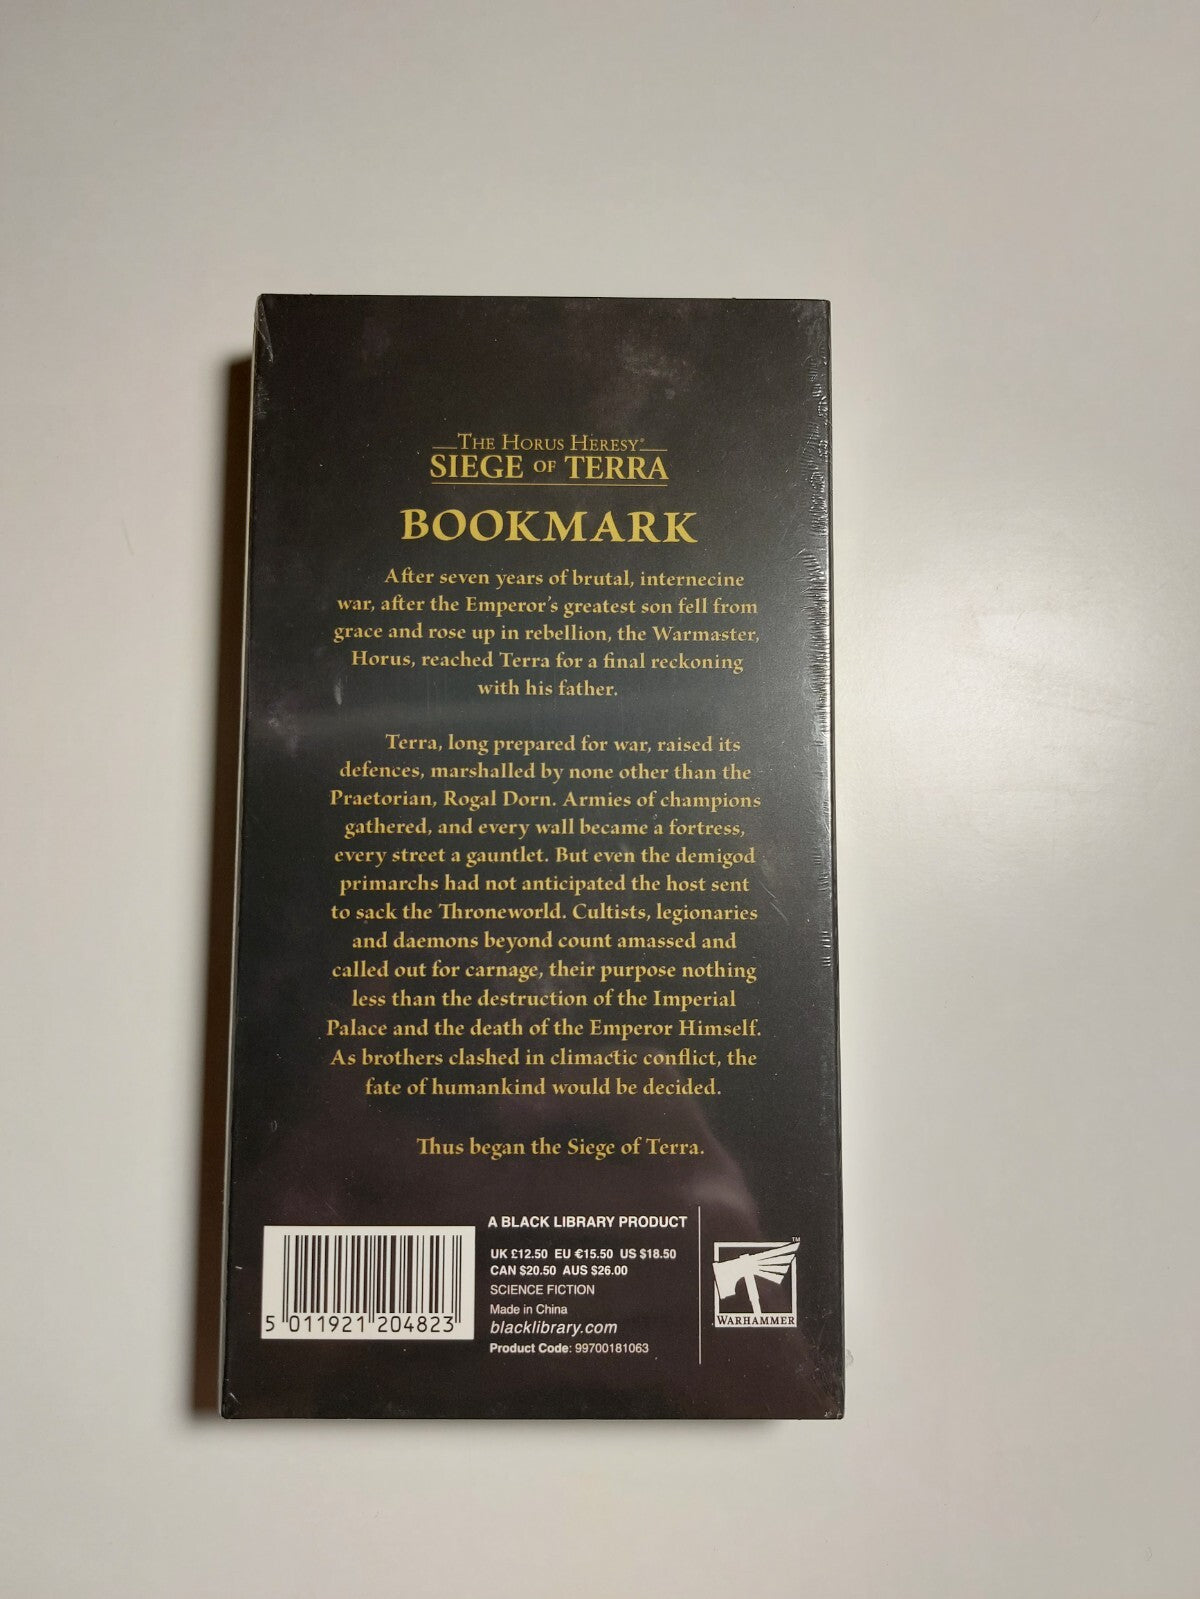 THE HORUS HERESY®
SIEGE OF TERRA
BOOKMARK
After seven years of brutal, internecine
war, after the Emperor's greatest son fell from
grace and rose up in rebellion, the Warmaster,
Horus, reached Terra for a final reckoning
with his father.
Terra, long prepared for war, raised its
defences, marshalled by none other than the
Praetorian, Rogal Dorn. Armies of champions
gathered, and every wall became a fortress,
every street a gauntlet. But even the demigod
primarchs had not anticipated the host sent
to sack the Throneworld. Cultists, legionaries
and daemons beyond count amassed and
called out for carnage, their purpose nothing
less than the destruction of the Imperial
Palace and the death of the Emperor Himself.
As brothers clashed in climactic conflict, the
fate of humankind would be decided.
Thus began the Siege of Terra.
A BLACK LIBRARY PRODUCT
UK £12.50 EU €15.50 US $18.50
CAN $20.50 AUS $26.00
SCIENCE FICTION
Made in China
blacklibrary.com
Product Code: 99700181063
5 011921 204823
™
WARHAMMER